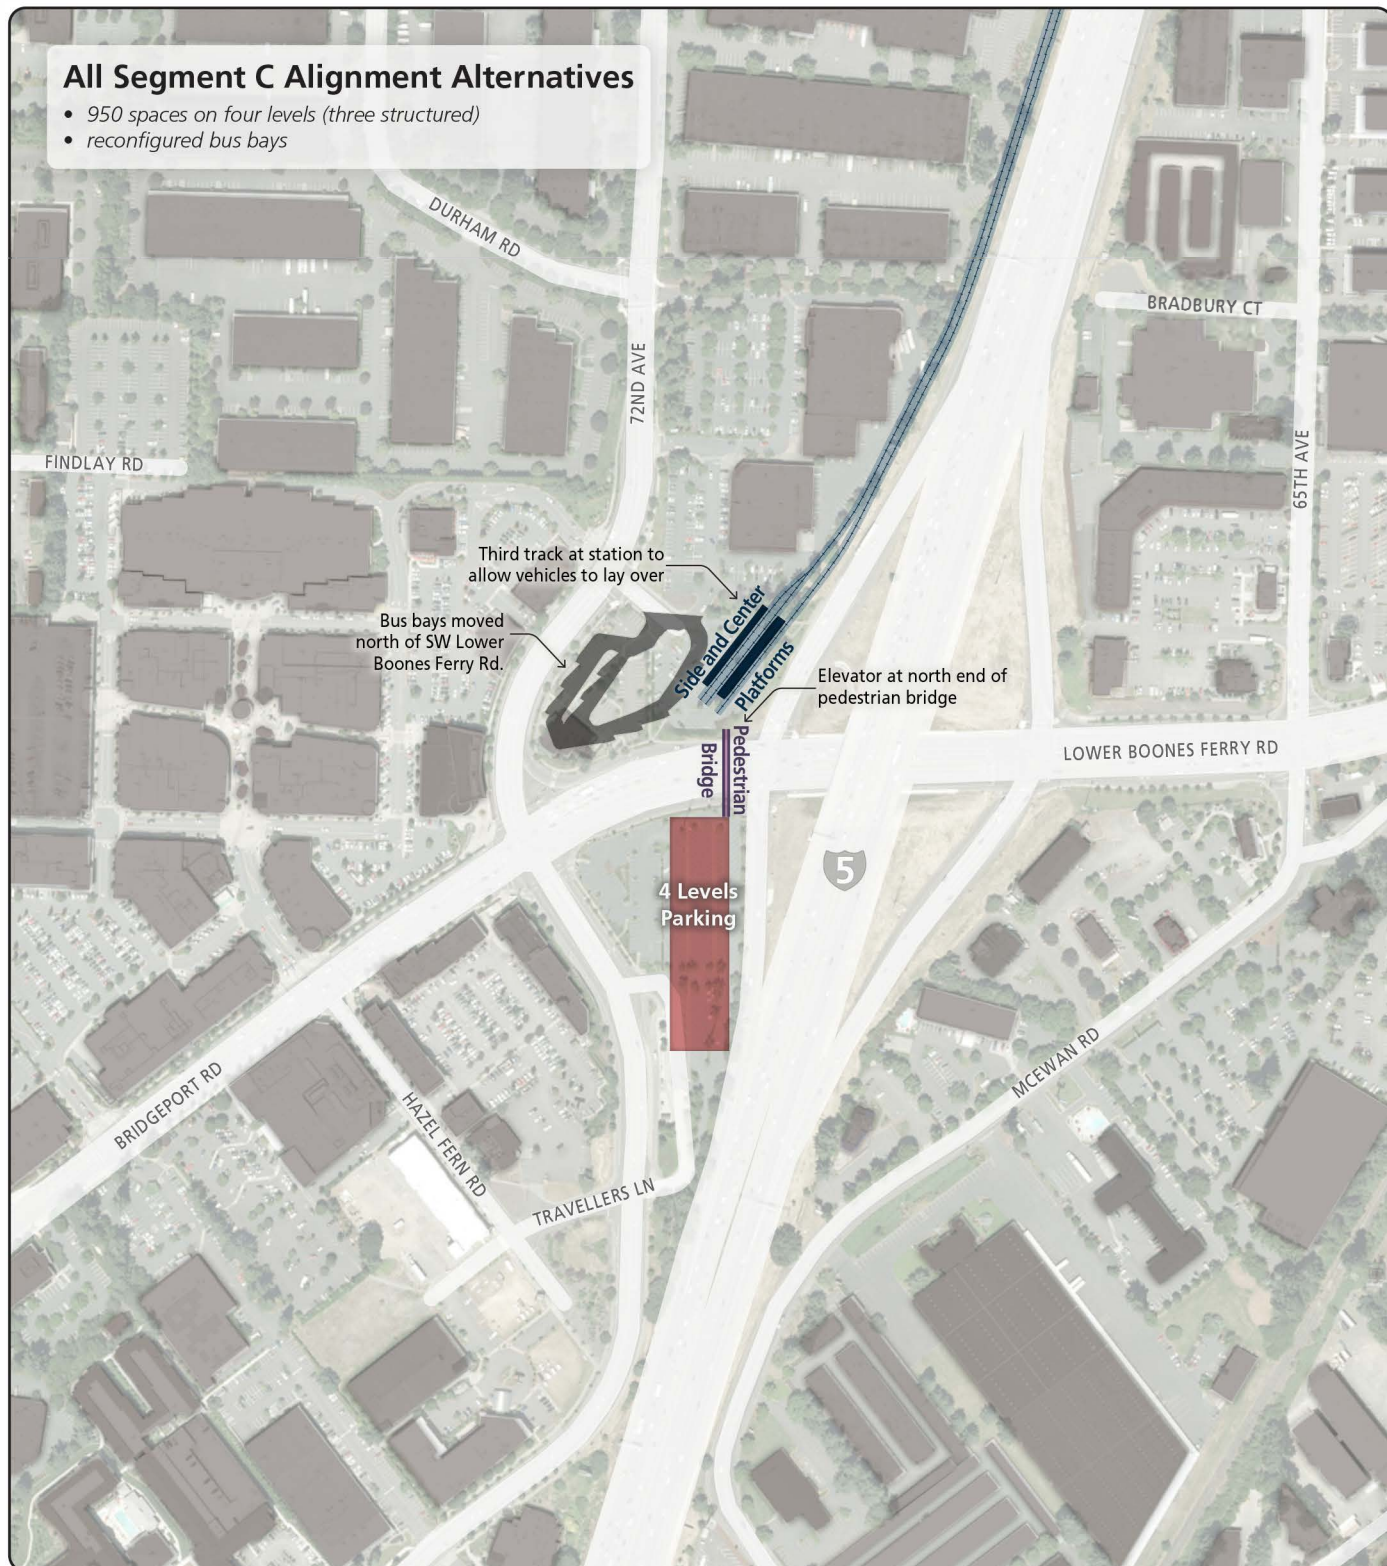 All Segment C Alignment Alternatives
• 950 spaces on four levels (three structured)
• reconfigured bus bays
DURHAM RD
BRADBURY CT
72ND AVE
FINDLAY RD
65TH AVE
Third track at station to
allow vehicles to lay over
Bus bays moved
north of SW Lower
Boones Ferry Rd.
Side and Center
Platforms
Elevator at north end of
pedestrian bridge
Pedestrian
Bridge
LOWER BOONES FERRY RD
5
4 Levels
Parking
MCEWAN RD
BRIDGEPORT RD
HAZEL FERN RD
TRAVELLERS LN